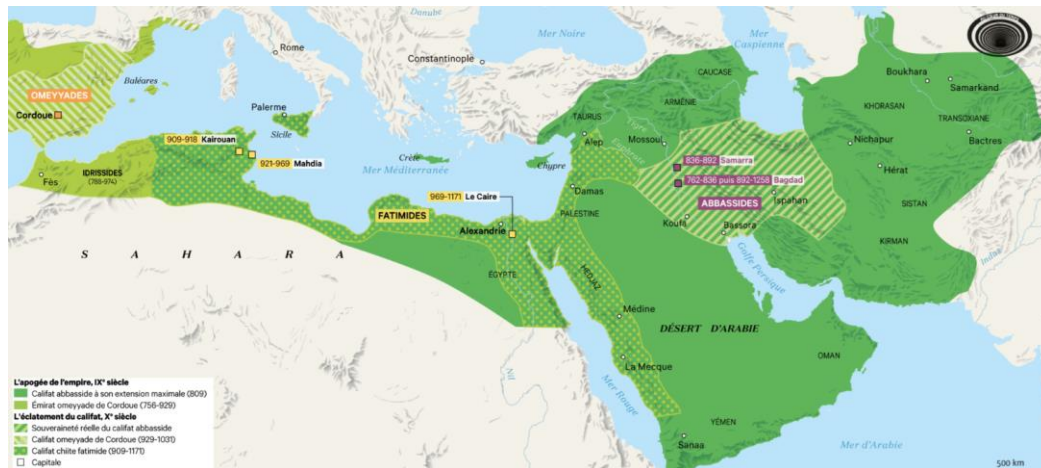 Danube
Mer Noire
Mer
Caspienne
Rome
Constantinople
CAUCASE
Boukhara
Samarkand
Baléares
OMEYYADES
Cordoue
Palerme
Sicile
ARMÉNIE
KHORASAN
TRANSOXIANE
TAURUS
Mossoul
Nichapur
Bactres
909-918 Kairouan
921-969 Mahdia
Mer Méditerranée
Crète
Chypre
Alep
Euphrate
836-892 Samarra
762-836 puis 892-1258 Bagdad
ABBASSIDES
Hérat
IDRISSIDES
(789-974)
Fès
969-1171 Le Caire
Damas
Ispahan
FATIMIDES
Alexandrie
PALESTINE
Koufa
Bassora
SISTAN
KIRMAN
Indus
SAHARA
ÉGYPTE
HEDJAZ
Golfe Persique
Médine
DÉSERT D'ARABIE
La Mecque
OMAN
Nil
Mer Rouge
YÉMEN
Sanaa
Mer d'Arabie
L'apogée de l'empire, IXe siècle
Califat abbasside à son extension maximale (809)
Émirat omeyyade de Cordoue (756-929)
L'éclatement du califat, Xe siècle
Souveraineté réelle du califat abbasside
Califat omeyyade de Cordoue (929-1031)
Califat chiite fatimide (909-1171)
Capitale
500 km